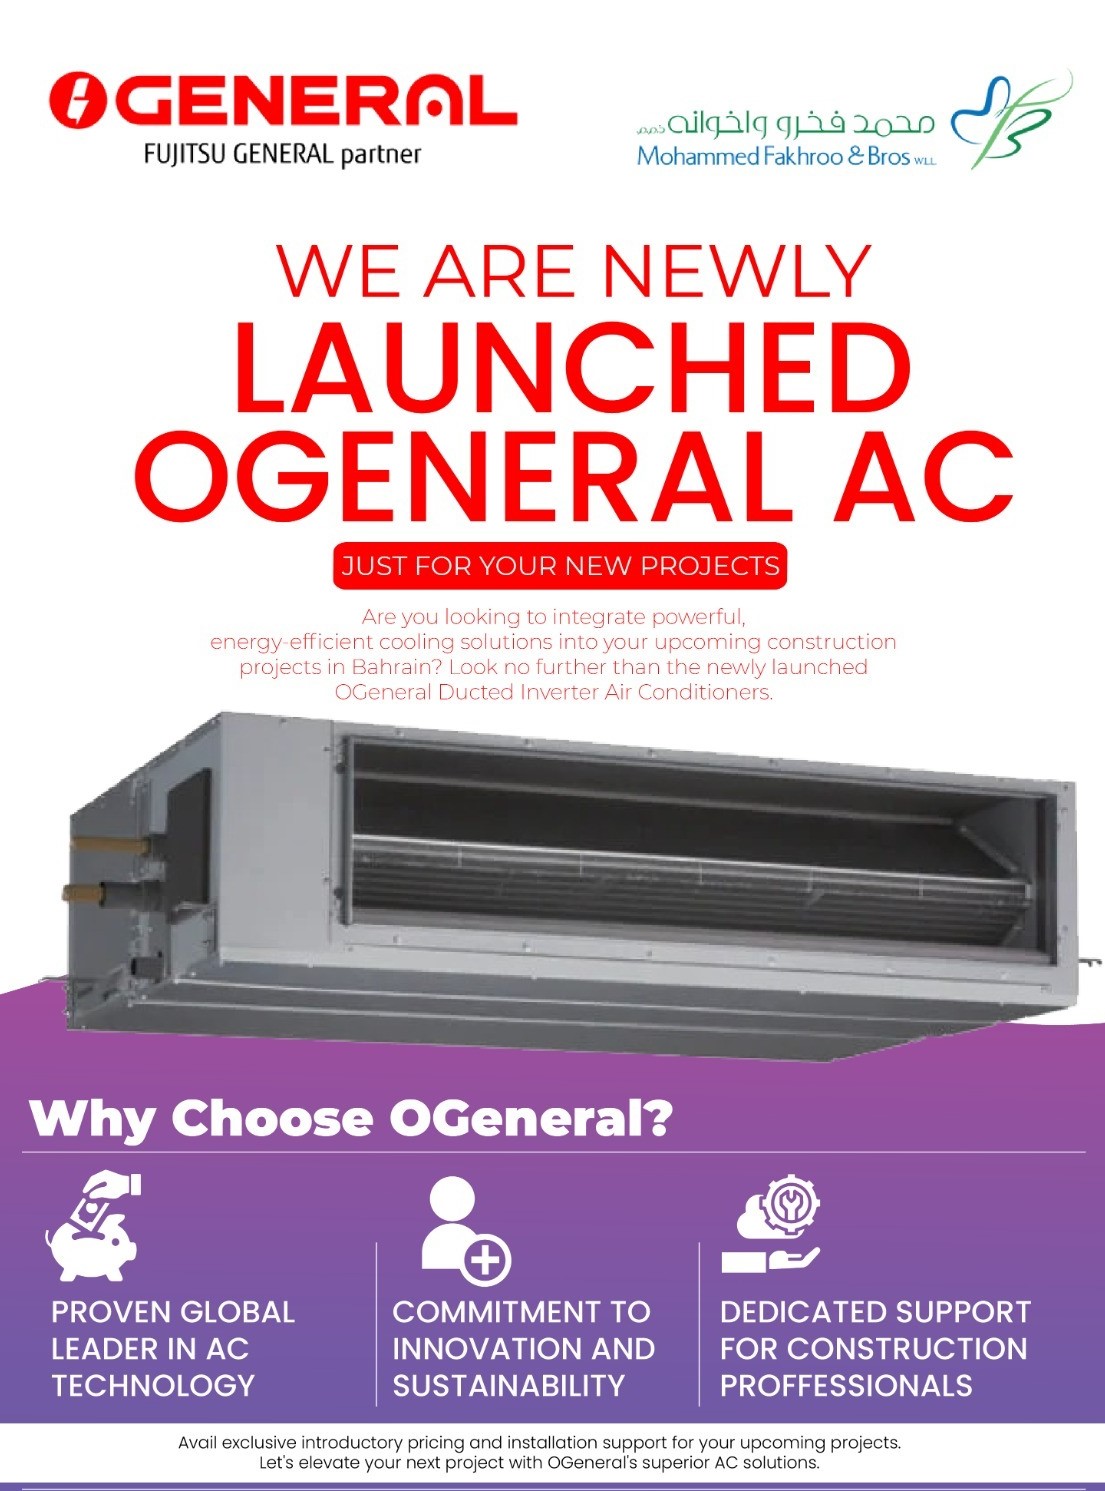 OGENERAL
FUJITSU GENERAL partner
محمد فخرو واخوانه ذ.م.م
Mohammed Fakhroo & Bros WLL
WE ARE NEWLY
LAUNCHED
OGENERAL AC
JUST FOR YOUR NEW PROJECTS
Are you looking to integrate powerful,
energy-efficient cooling solutions into your upcoming construction
projects in Bahrain? Look no further than the newly launched
OGeneral Ducted Inverter Air Conditioners.
Why Choose OGeneral?
PROVEN GLOBAL
LEADER IN AC
TECHNOLOGY
COMMITMENT TO
INNOVATION AND
SUSTAINABILITY
DEDICATED SUPPORT
FOR CONSTRUCTION
PROFFESSIONALS
Avail exclusive introductory pricing and installation support for your upcoming projects.
Let's elevate your next project with OGeneral's superior AC solutions.